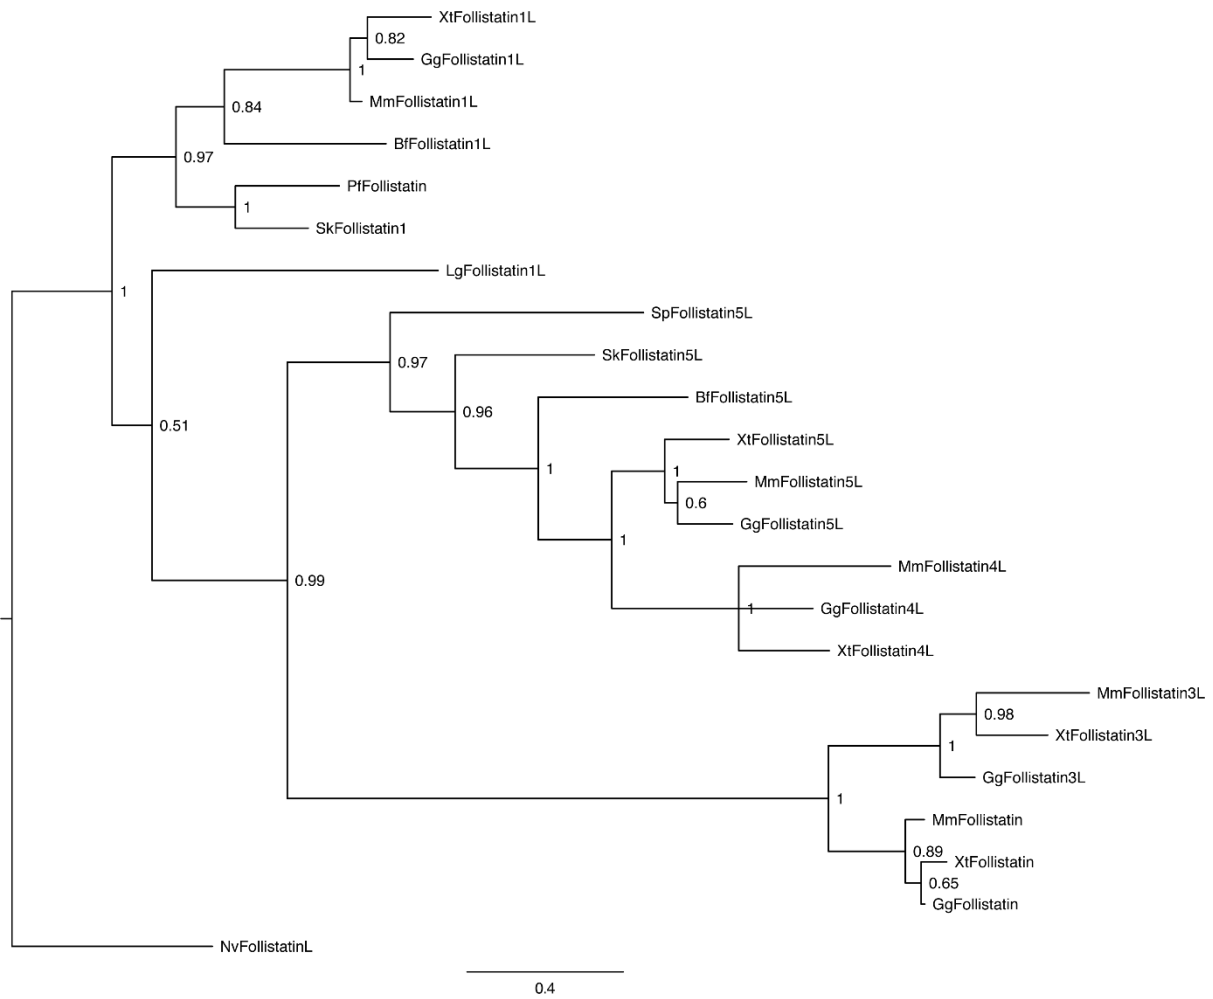 XtFollistatin1L
0.82
GgFollistatin1L
1
MmFollistatin1L
0.84
BfFollistatin1L
0.97
PfFollistatin
1
SkFollistatin1
LgFollistatin1L
1
SpFollistatin5L
SkFollistatin5L
0.97
BfFollistatin5L
0.96
0.51
XtFollistatin5L
1
1
MmFollistatin5L
0.6
GgFollistatin5L
1
MmFollistatin4L
0.99
1
GgFollistatin4L
XtFollistatin4L
MmFollistatin3L
0.98
XtFollistatin3L
1
GgFollistatin3L
1
MmFollistatin
0.89
XtFollistatin
0.65
GgFollistatin
NvFollistatinL
0.4